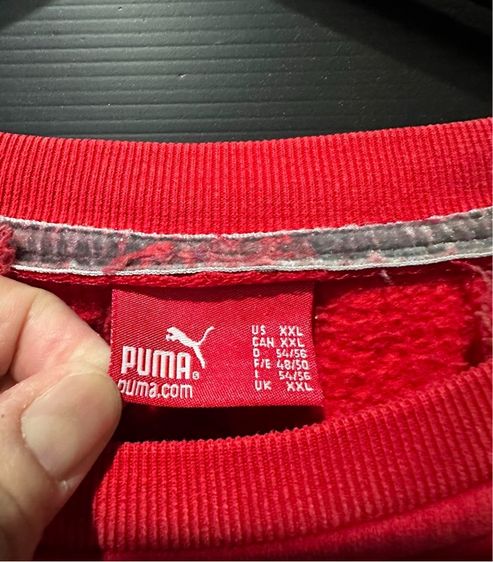 PUMA®
puma.com
US XXL
CAN XXL
D 54/56
F/E 48/50
I 54/56
UK XXL